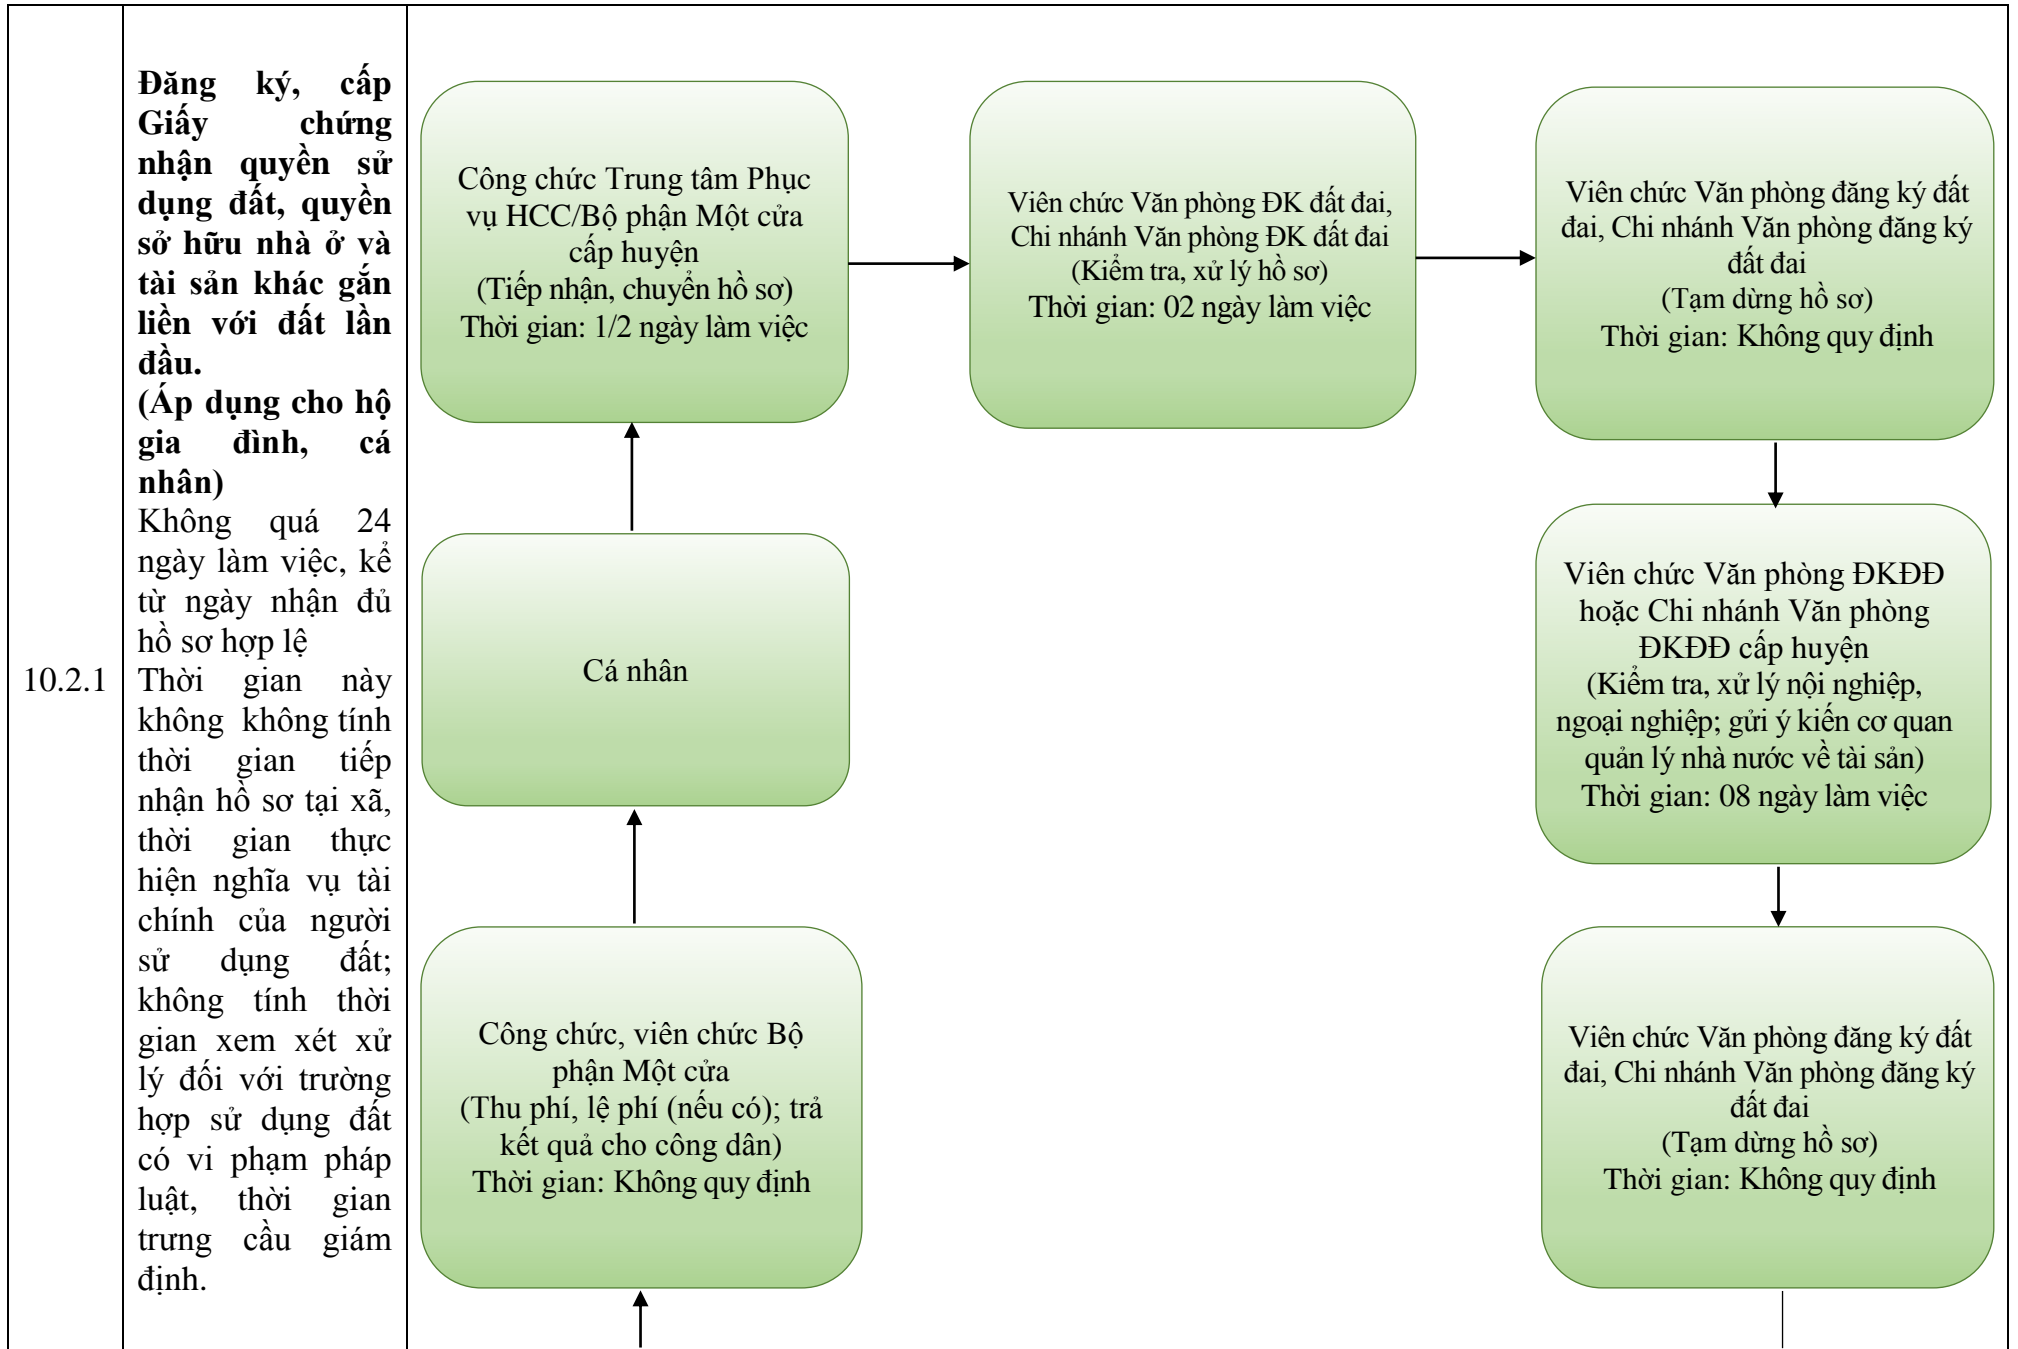 10.2.1
Đăng ký, cấp
Giấy chứng
nhận quyền sử
dụng đất, quyền
sở hữu nhà ở và
tài sản khác gắn
liền với đất lần
đầu.
(Áp dụng cho hộ
gia đình, cá
nhân)
Không quá 24
ngày làm việc, kể
từ ngày nhận đủ
hồ sơ hợp lệ
Thời gian này
không không tính
thời gian tiếp
nhận hồ sơ tại xã,
thời gian thực
hiện nghĩa vụ tài
chính của người
sử dụng đất;
không tính thời
gian xem xét xử
lý đối với trường
hợp sử dụng đất
có vi phạm pháp
luật, thời gian
trưng cầu giám
định.
Công chức Trung tâm Phục
vụ HCC/Bộ phận Một cửa
cấp huyện
(Tiếp nhận, chuyển hồ sơ)
Thời gian: 1/2 ngày làm việc
Viên chức Văn phòng ĐK đất đai,
Chi nhánh Văn phòng ĐK đất đai
(Kiểm tra, xử lý hồ sơ)
Thời gian: 02 ngày làm việc
Viên chức Văn phòng đăng ký đất
đai, Chi nhánh Văn phòng đăng ký
đất đai
(Tạm dừng hồ sơ)
Thời gian: Không quy định
Cá nhân
Viên chức Văn phòng ĐKĐĐ
hoặc Chi nhánh Văn phòng
ĐKĐĐ cấp huyện
(Kiểm tra, xử lý nội nghiệp,
ngoại nghiệp; gửi ý kiến cơ quan
quản lý nhà nước về tài sản)
Thời gian: 08 ngày làm việc
Công chức, viên chức Bộ
phận Một cửa
(Thu phí, lệ phí (nếu có); trả
kết quả cho công dân)
Thời gian: Không quy định
Viên chức Văn phòng đăng ký đất
đai, Chi nhánh Văn phòng đăng ký
đất đai
(Tạm dừng hồ sơ)
Thời gian: Không quy định